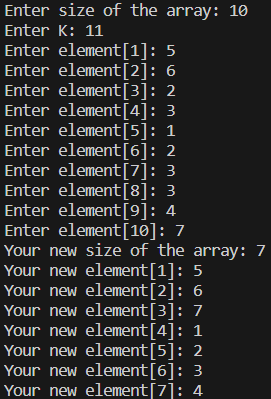 Enter size of the array: 10
Enter K: 11
Enter element[1]: 5
Enter element[2]: 6
Enter element[3]: 2
Enter element[4]: 3
Enter element[5]: 1
Enter element[6]: 2
Enter element[7]: 3
Enter element[8]: 3
Enter element[9]: 4
Enter element[10]: 7
Your new size of the array: 7
Your new element[1]: 5
Your new element[2]: 6
Your new element[3]: 7
Your new element[4]: 1
Your new element[5]: 2
Your new element[6]: 3
Your new element[7]: 4